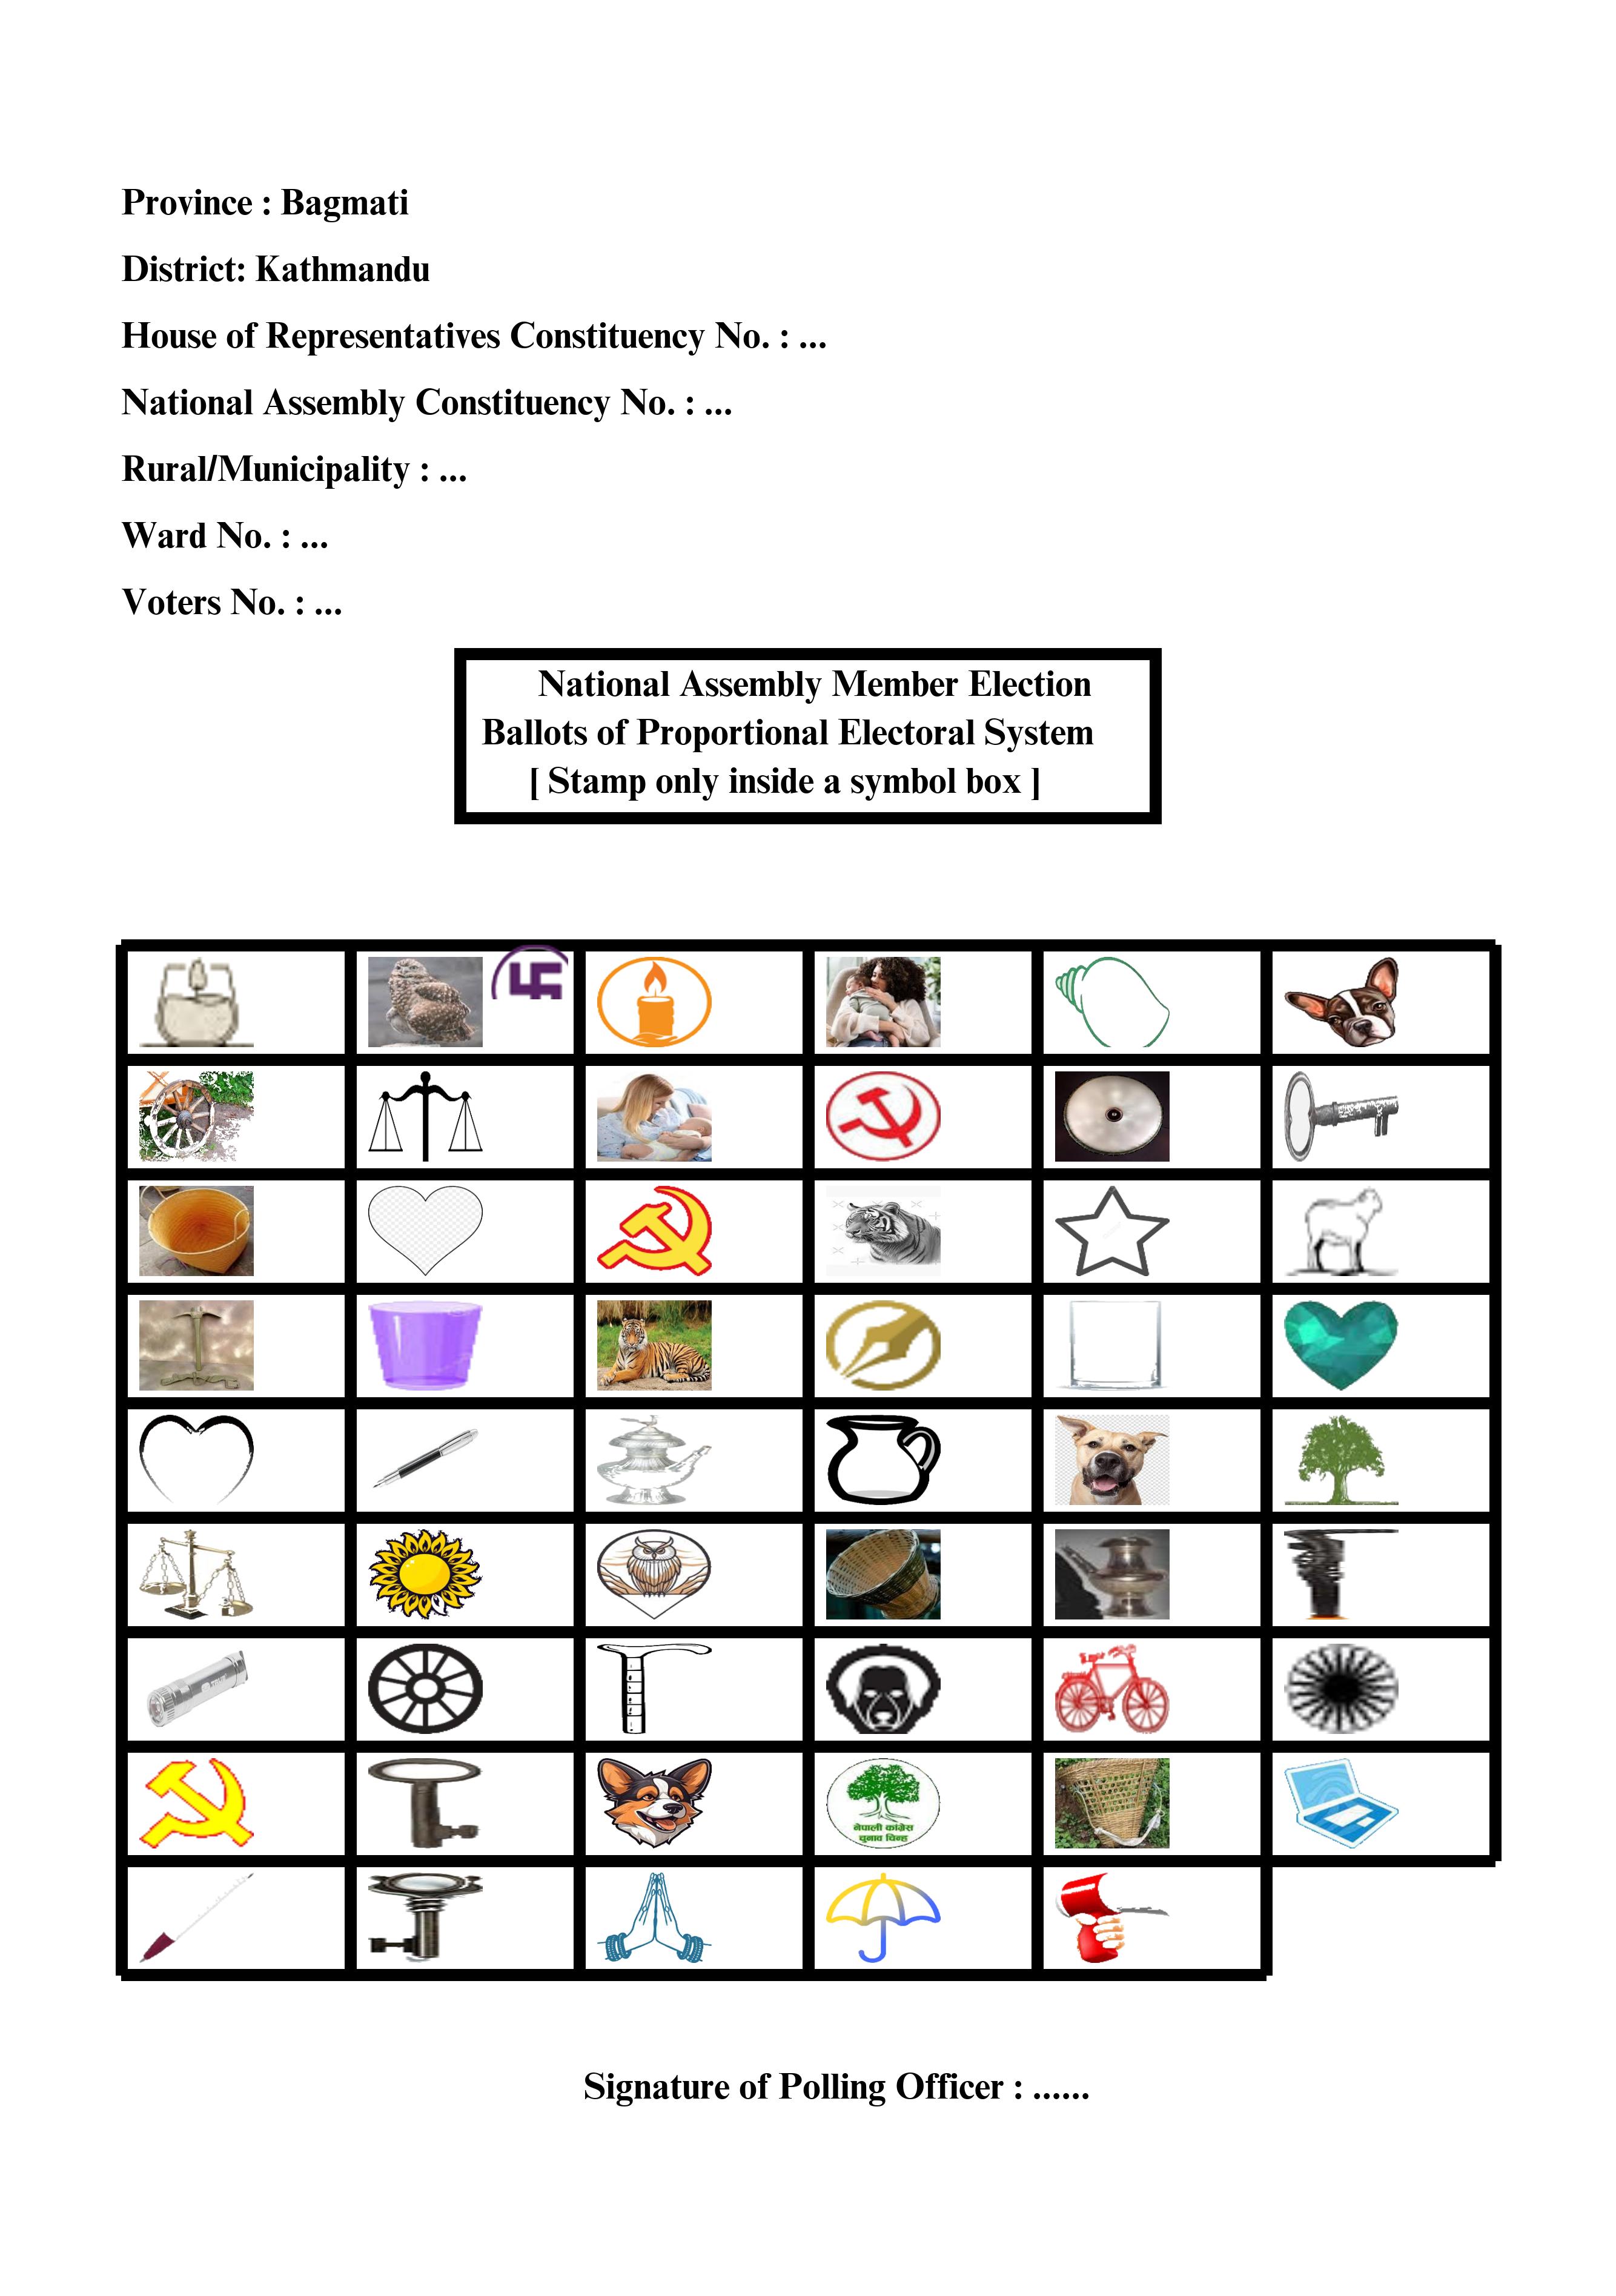 Province : Bagmati
District: Kathmandu
House of Representatives Constituency No. : ...
National Assembly Constituency No. : ...
Rural/Municipality : ...
Ward No. : ...
Voters No. : ...
National Assembly Member Election
Ballots of Proportional Electoral System
[ Stamp only inside a symbol box ]
नेपाली कांग्रेस
चुनाव चिन्ह
Signature of Polling Officer : ......